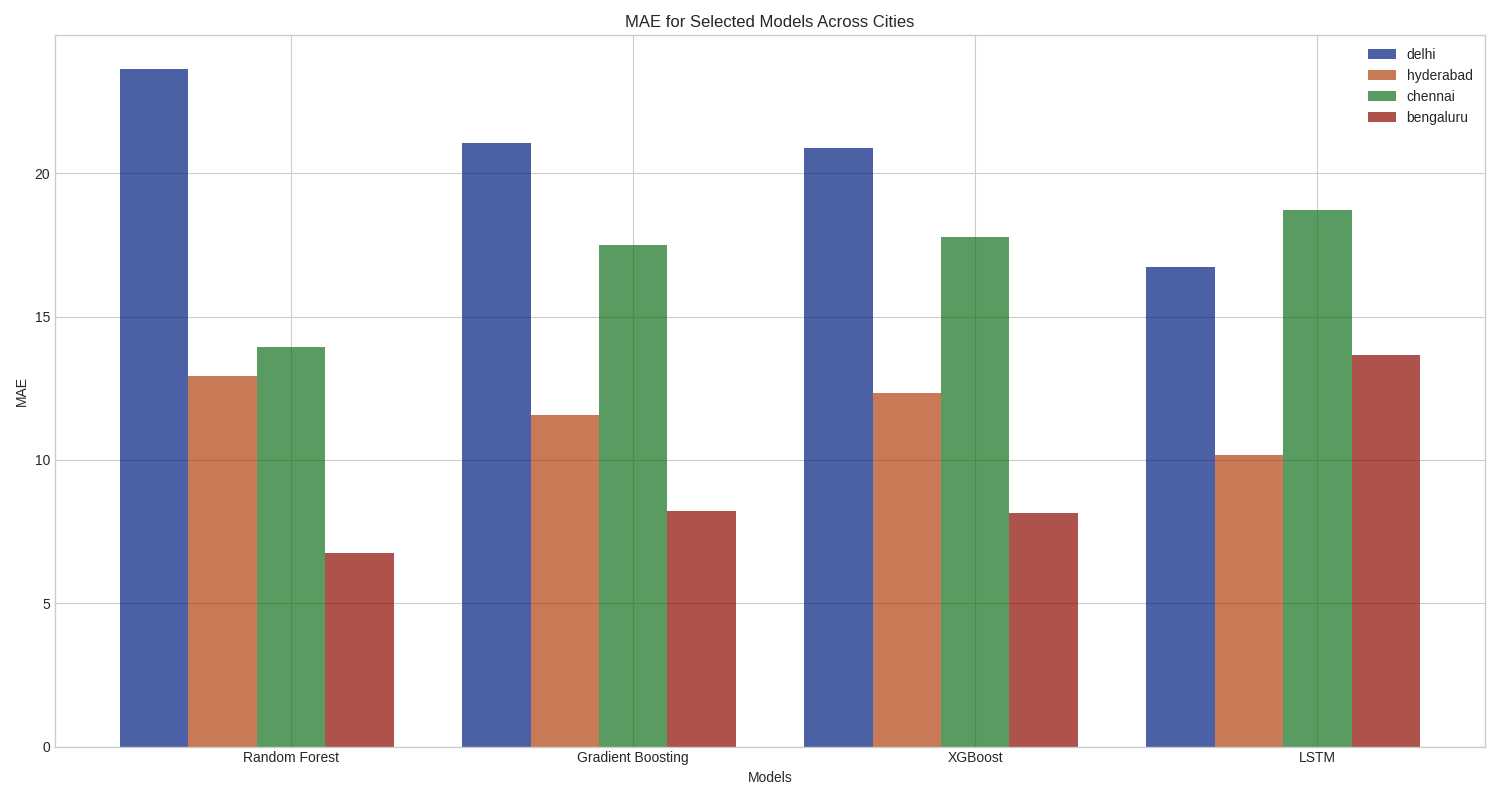 MAE for Selected Models Across Cities
delhi
hyderabad
chennai
bengaluru
20
15
10
5
0
MAE
Random Forest
Gradient Boosting
XGBoost
LSTM
Models